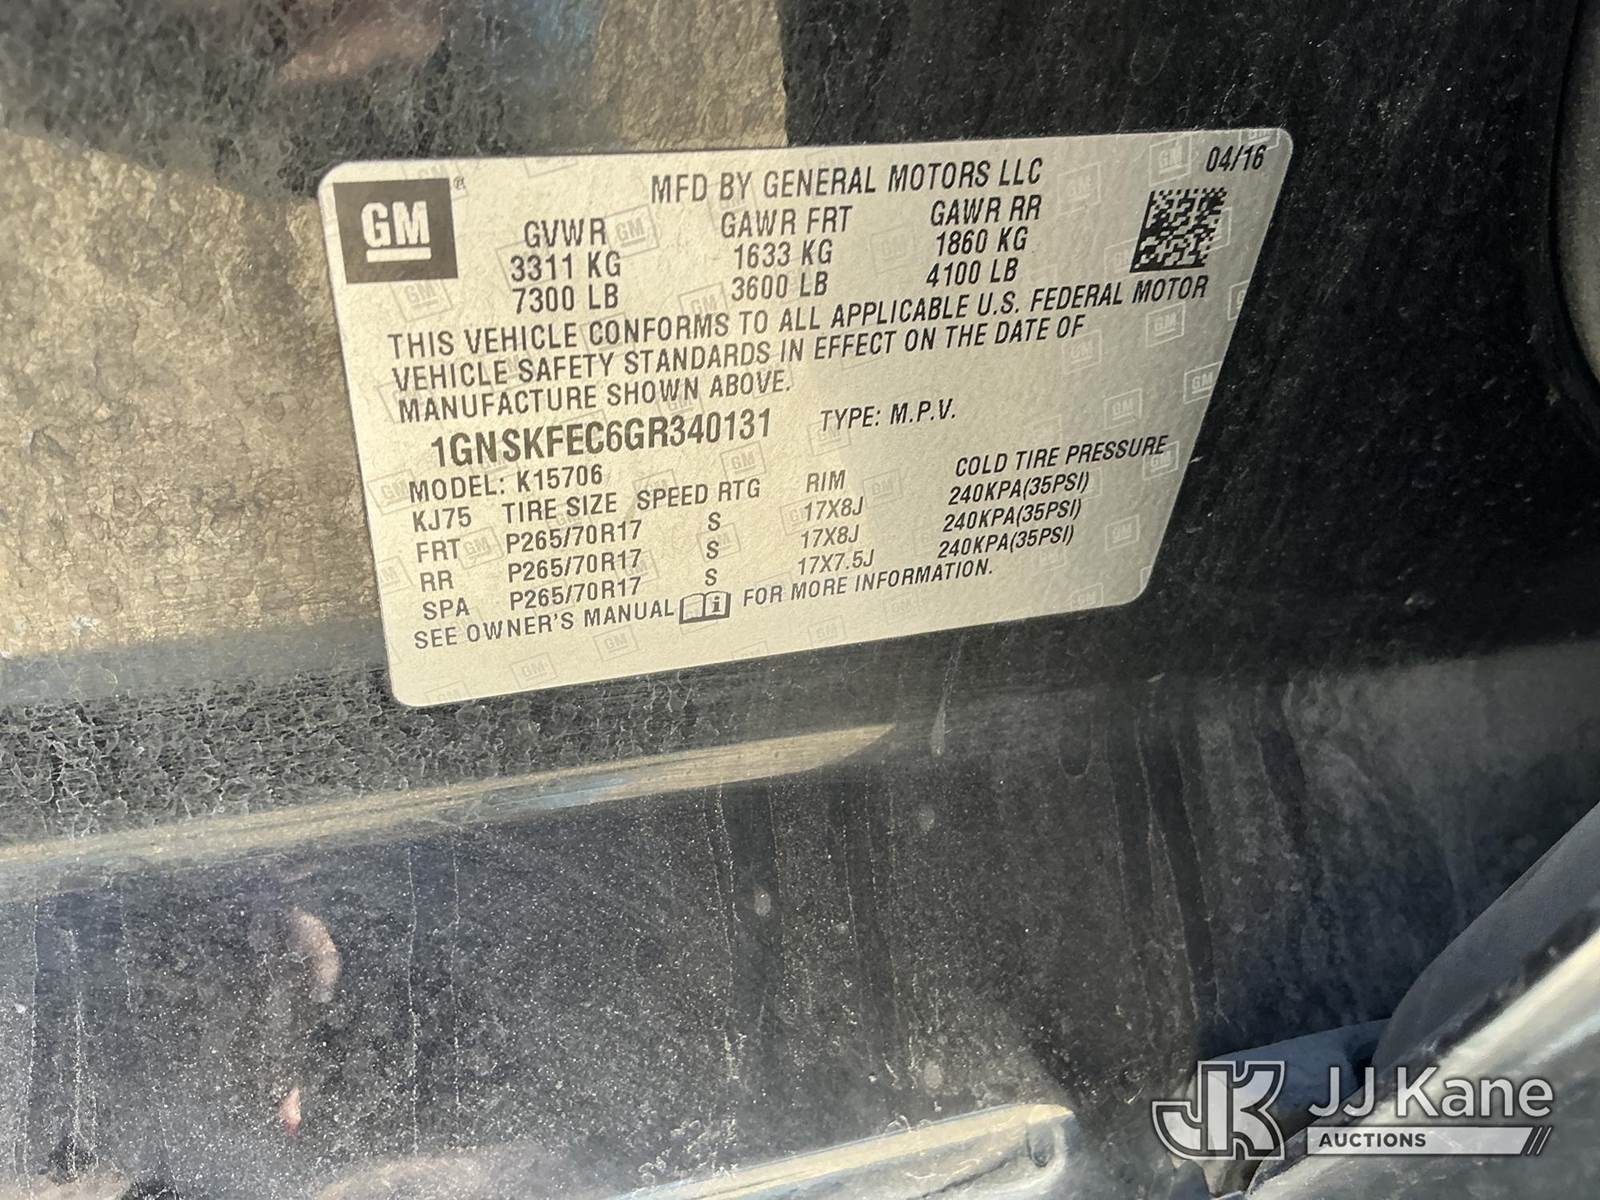 GM ®
MFD BY GENERAL MOTORS LLC 04/16
GVWR GAWR FRT GAWR RR
3311 KG 1633 KG 1860 KG
7300 LB 3600 LB 4100 LB
THIS VEHICLE CONFORMS TO ALL APPLICABLE U.S. FEDERAL MOTOR
VEHICLE SAFETY STANDARDS IN EFFECT ON THE DATE OF
MANUFACTURE SHOWN ABOVE.
1GNSKFEC6GR340131 TYPE: M.P.V.
MODEL: K15706
KJ75 TIRE SIZE SPEED RTG RIM COLD TIRE PRESSURE
FRT P265/70R17 S 17X8J 240KPA(35PSI)
RR P265/70R17 S 17X8J 240KPA(35PSI)
SPA P265/70R17 S 17X7.5J 240KPA(35PSI)
SEE OWNER'S MANUAL FOR MORE INFORMATION.
JK JJ Kane
AUCTIONS